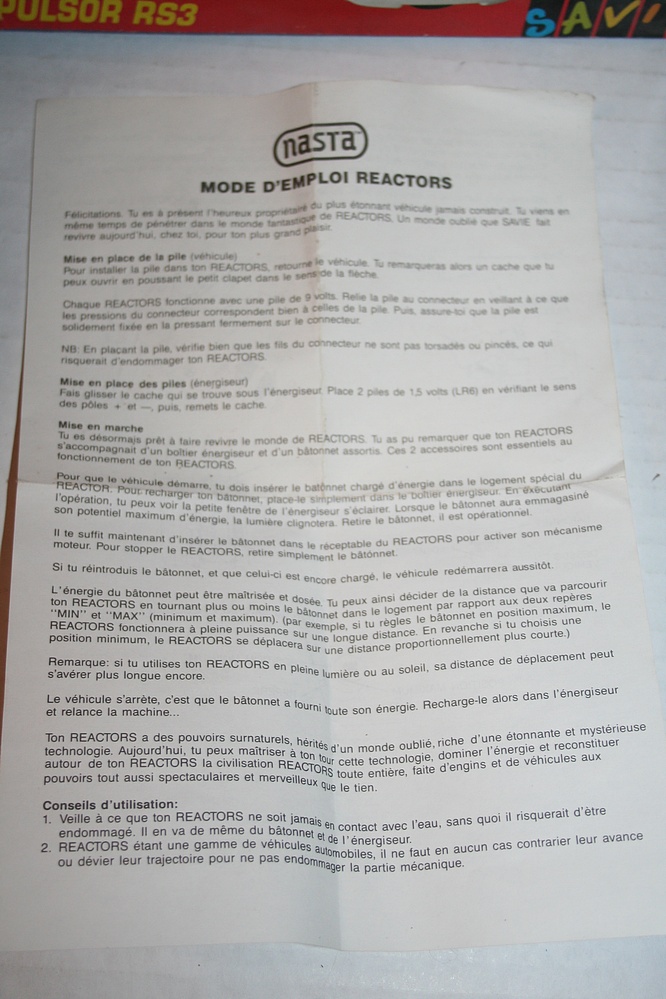 PULSOR RS3
SAVI
nasta
MODE D'EMPLOI REACTORS
Félicitations. Tu es à présent l'heureux propriétaire du plus étonnant véhicule jamais construit. Tu viens en
même temps de pénétrer dans le monde fantastique de REACTORS. Un monde oublié que SAVIE fait
revivre aujourd'hui, chez toi, pour ton plus grand plaisir.
Mise en place de la pile (véhicule)
Pour installer la pile dans ton REACTORS, retourne le véhicule. Tu remarqueras alors un cache que tu
peux ouvrir en poussant le petit clapet dans le sens de la flèche.
Chaque REACTORS fonctionne avec une pile de 9 volts. Relie la pile au connecteur en veillant à ce que
les pressions du connecteur correspondent bien à celles de la pile. Puis, assure-toi que la pile est
solidement fixée en la pressant fermement sur le connecteur.
NB: En plaçant la pile, vérifie bien que les fils du connecteur ne sont pas torsadés ou pincés, ce qui
risquerait d'endommager ton REACTORS.
Mise en place des piles (énergiseur)
Fais glisser le cache qui se trouve sous l'énergiseur. Place 2 piles de 1,5 volts (LR6) en vérifiant le sens
des pôles + et —, puis, remets le cache.
Mise en marche
Tu es désormais prêt à faire revivre le monde de REACTORS. Tu as pu remarquer que ton REACTORS
s'accompagnait d'un boîtier énergiseur et d'un bâtonnet assortis. Ces 2 accessoires sont essentiels au
fonctionnement de ton REACTORS.
Pour que le véhicule démarre, tu dois insérer le batônnet chargé d'énergie dans le logement spécial du
REACTOR. Pour recharger ton bâtonnet, place-le simplement dans le boîtier énergiseur. En exécutant
l'opération, tu peux voir la petite fenêtre de l'énergiseur s'éclairer. Lorsque le bâtonnet aura emmagasiné
son potentiel maximum d'énergie, la lumière clignotera. Retire le bâtonnet, il est opérationnel.
Il te suffit maintenant d'insérer le bâtonnet dans le réceptable du REACTORS pour activer son mécanisme
moteur. Pour stopper le REACTORS, retire simplement le bâtonnet.
Si tu réintroduis le bâtonnet, et que celui-ci est encore chargé, le véhicule redémarrera aussitôt.
L'énergie du bâtonnet peut être maîtrisée et dosée. Tu peux ainsi décider de la distance que va parcourir
ton REACTORS en tournant plus ou moins le bâtonnet dans le logement par rapport aux deux repères
"MIN" et "MAX" (minimum et maximum). (par exemple, si tu règles le bâtonnet en position maximum, le
REACTORS fonctionnera à pleine puissance sur une longue distance. En revanche si tu choisis une
position minimum, le REACTORS se déplacera sur une distance proportionnellement plus courte.)
Remarque: si tu utilises ton REACTORS en pleine lumière ou au soleil, sa distance de déplacement peut
s'avérer plus longue encore.
Le véhicule s'arrète, c'est que le bâtonnet a fourni toute son énergie. Recharge-le alors dans l'énergiseur
et relance la machine...
Ton REACTORS a des pouvoirs surnaturels, hérités d'un monde oublié, riche d'une étonnante et mystérieuse
technologie. Aujourd'hui, tu peux maîtriser à ton tour cette technologie, dominer l'énergie et reconstituer
autour de ton REACTORS la civilisation REACTORS toute entière, faite d'engins et de véhicules aux
pouvoirs tout aussi spectaculaires et merveilleux que le tien.
Conseils d'utilisation:
1. Veille à ce que ton REACTORS ne soit jamais en contact avec l'eau, sans quoi il risquerait d'ètre
endommagé. Il en va de même du bâtonnet et de l'énergiseur.
2. REACTORS étant une gamme de véhicules automobiles, il ne faut en aucun cas contrarier leur avance
ou dévier leur trajectoire pour ne pas endommager la partie mécanique.